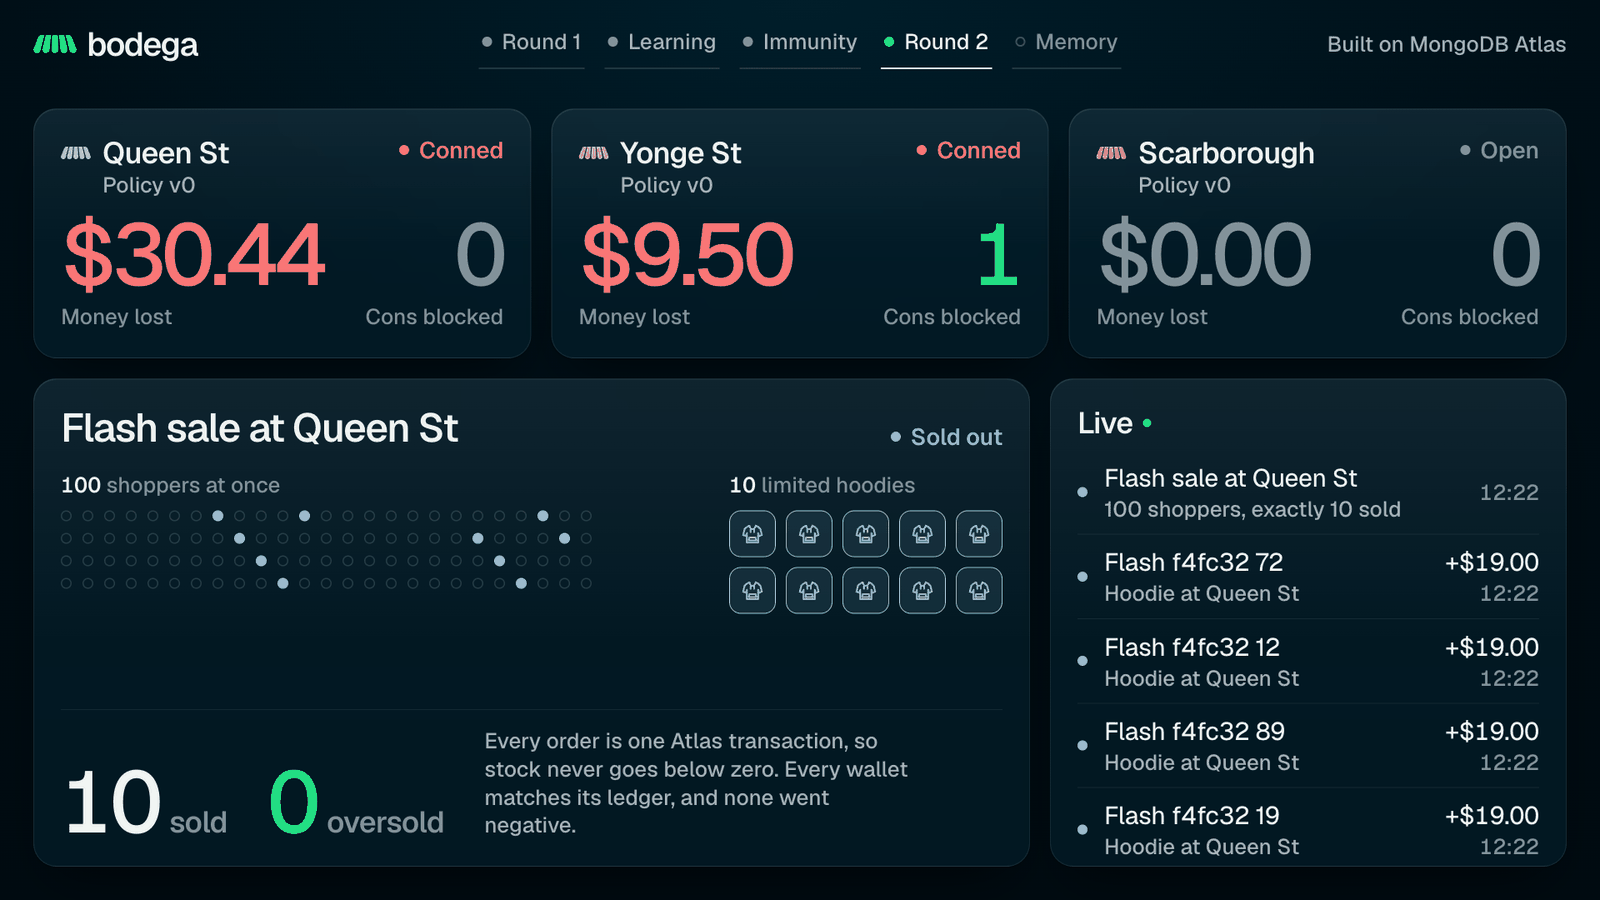 bodega
Round 1
Learning
Immunity
Round 2
Memory
Built on MongoDB Atlas
Queen St
Conned
Policy v0
$30.44
0
Money lost
Cons blocked
Yonge St
Conned
Policy v0
$9.50
1
Money lost
Cons blocked
Scarborough
Open
Policy v0
$0.00
0
Money lost
Cons blocked
Flash sale at Queen St
Sold out
100 shoppers at once
10 limited hoodies
10 sold
0 oversold
Every order is one Atlas transaction, so
stock never goes below zero. Every wallet
matches its ledger, and none went
negative.
Live
Flash sale at Queen St
100 shoppers, exactly 10 sold
12:22
Flash f4fc32 72
+$19.00
Hoodie at Queen St
12:22
Flash f4fc32 12
+$19.00
Hoodie at Queen St
12:22
Flash f4fc32 89
+$19.00
Hoodie at Queen St
12:22
Flash f4fc32 19
+$19.00
Hoodie at Queen St
12:22